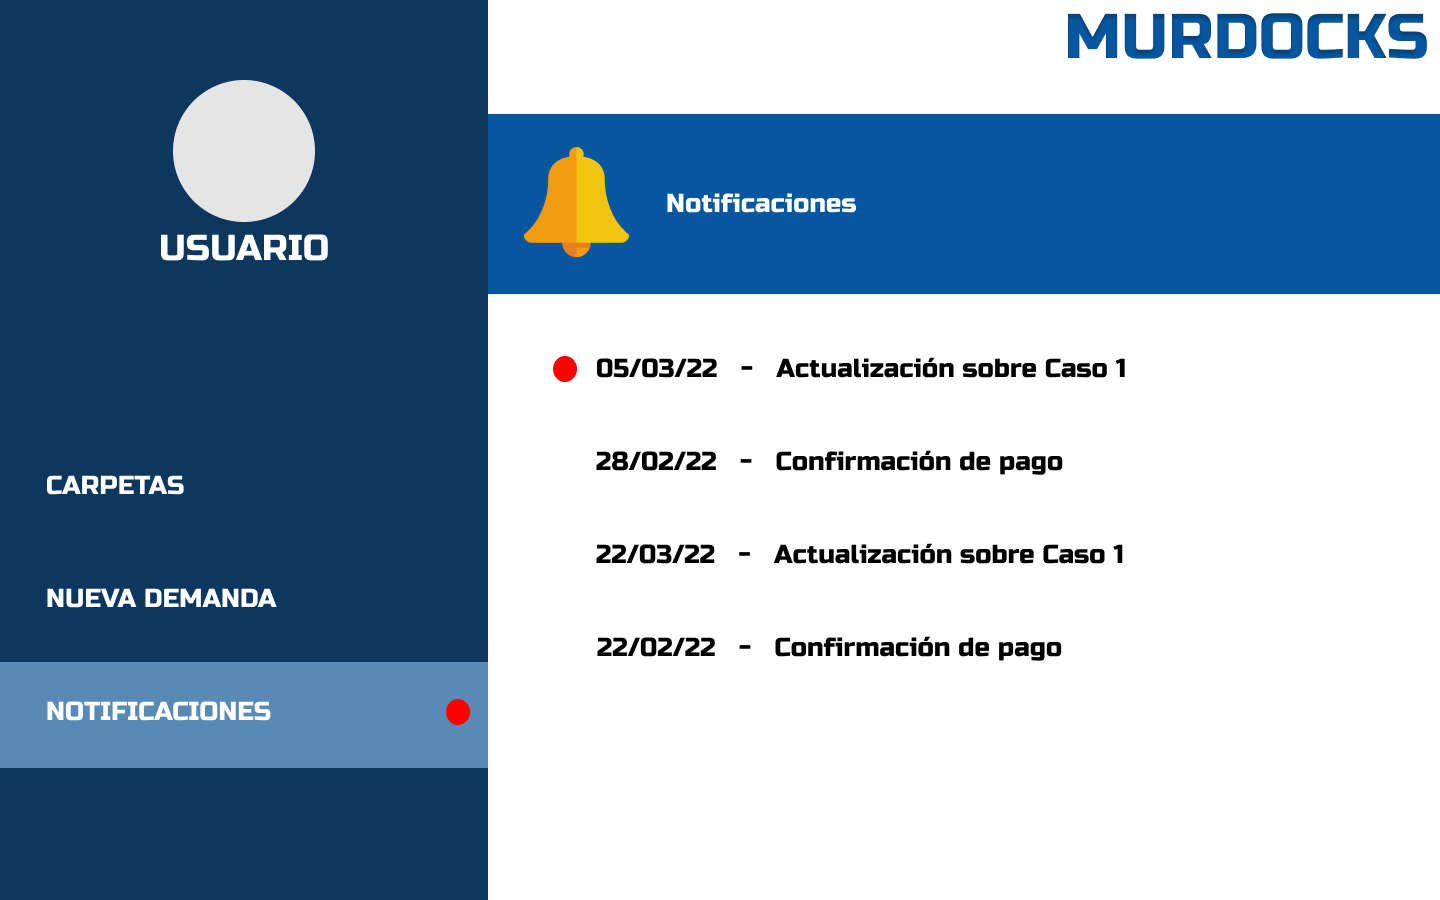 MURDOCKS
USUARIO
CARPETAS
NUEVA DEMANDA
NOTIFICACIONES
Notificaciones
05/03/22 - Actualización sobre Caso 1
28/02/22 - Confirmación de pago
22/03/22 - Actualización sobre Caso 1
22/02/22 - Confirmación de pago